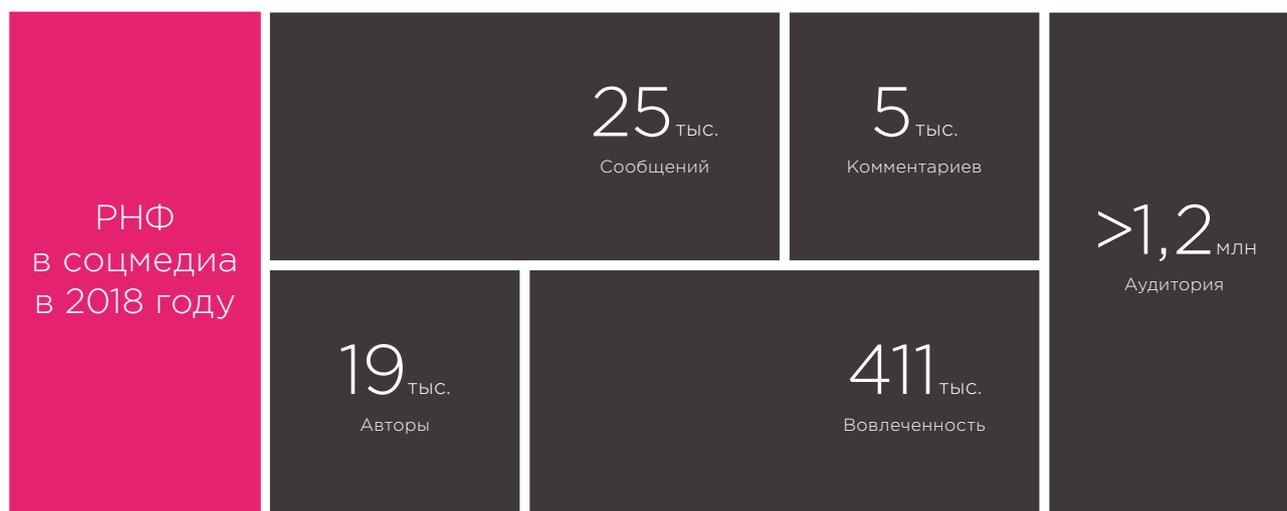 РНФ
в соцмедиа
в 2018 году
25 тыс.
Сообщений
5 тыс.
Комментариев
>1,2 млн
Аудитория
19 тыс.
Авторы
411 тыс.
Вовлеченность